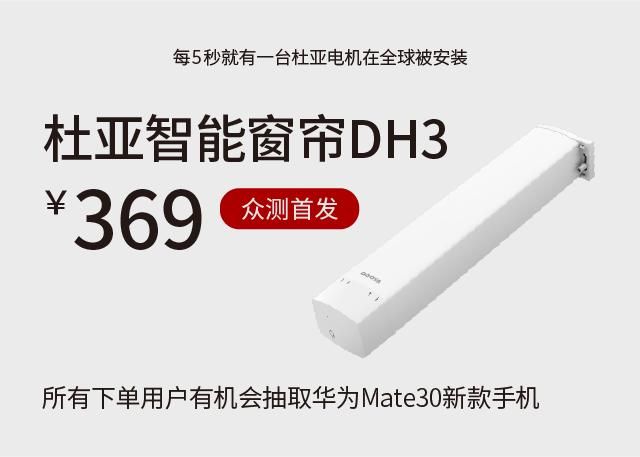 每5秒就有一台杜亚电机在全球被安装
杜亚智能窗帘DH3
¥369
众测首发
DOOYA
所有下单用户有机会抽取华为Mate30新款手机